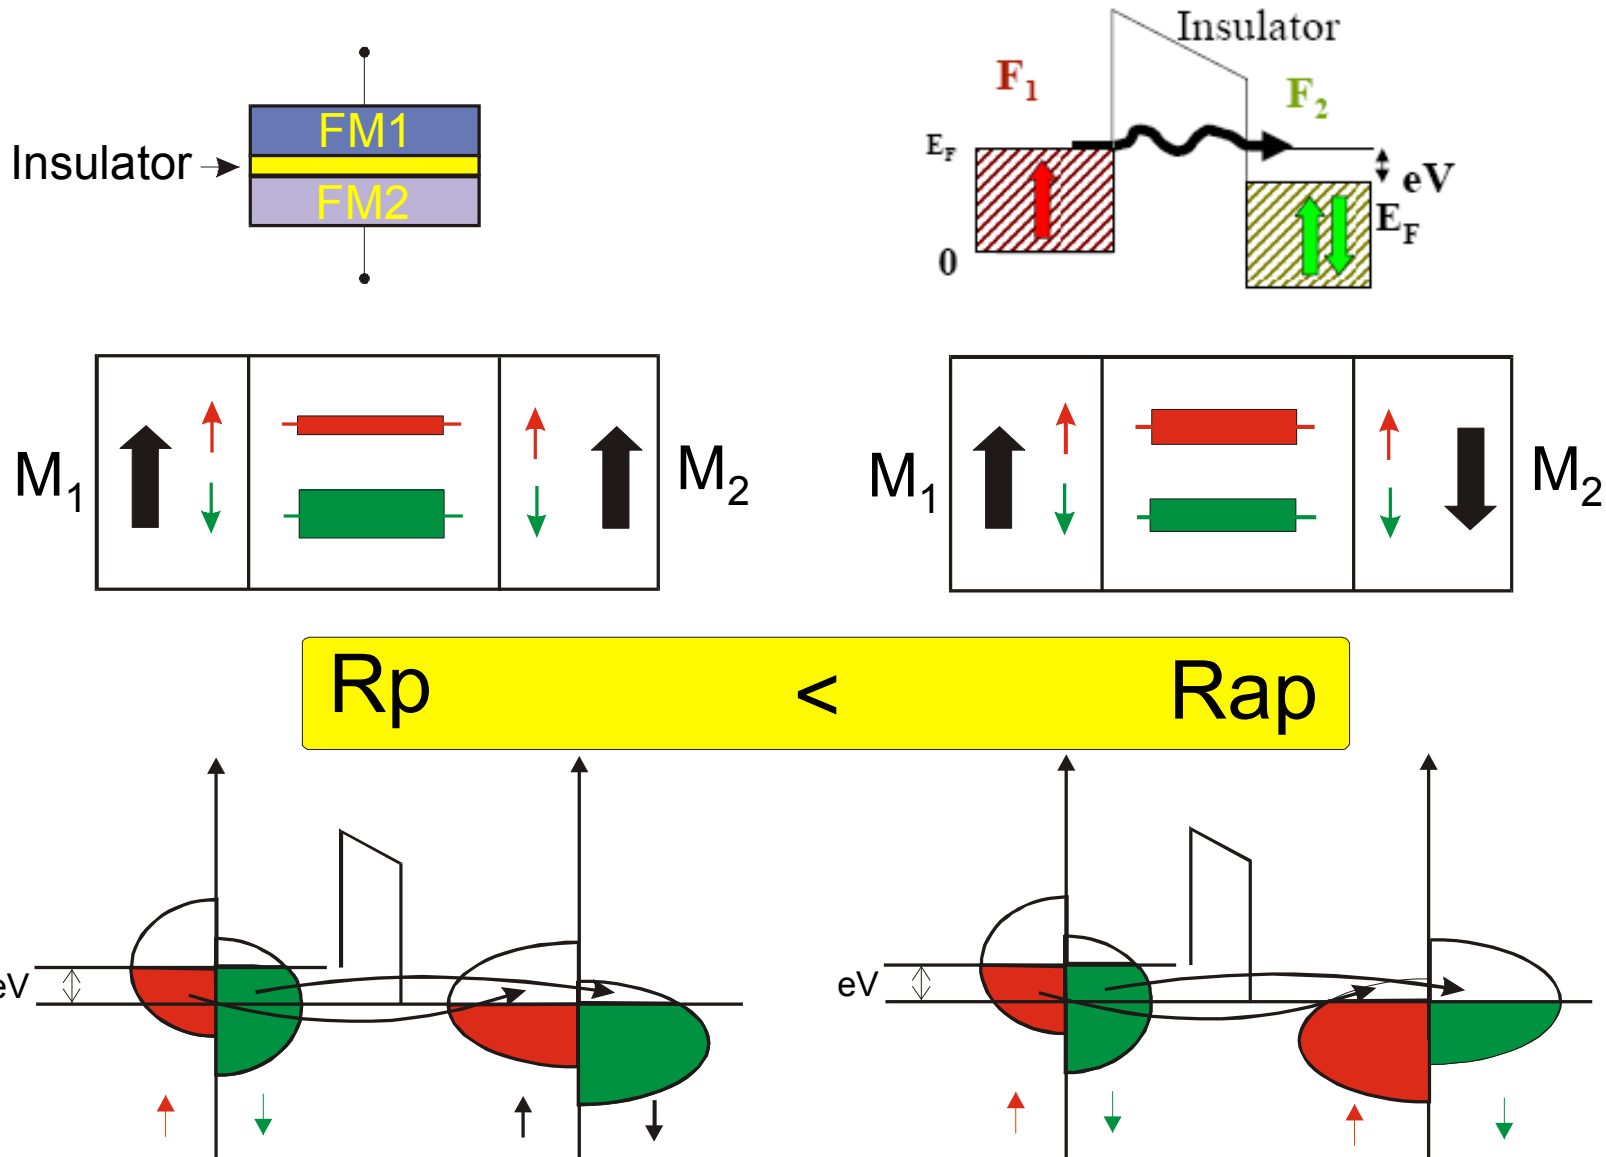 FM1
Insulator
FM2
Insulator
F1
F2
EF
eV
EF
0
M1
M2
M1
M2
Rp < Rap
eV
eV